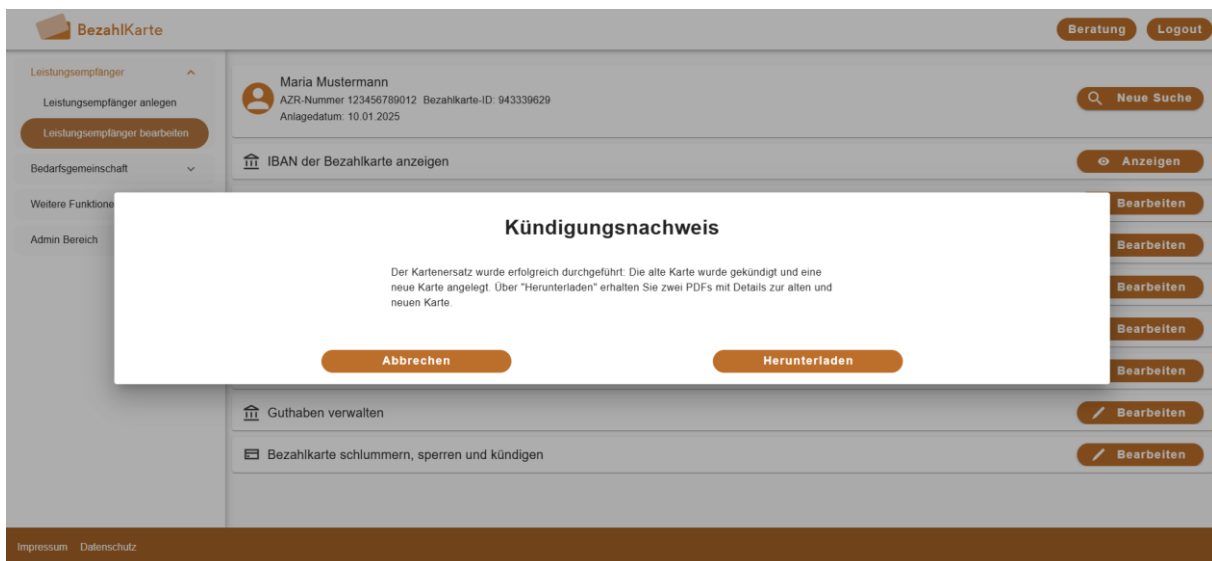 BezahlKarte
Beratung
Logout
Leistungsempfänger
Leistungsempfänger anlegen
Leistungsempfänger bearbeiten
Bedarfsgemeinschaft
Weitere Funktione
Admin Bereich
Maria Mustermann
AZR-Nummer 123456789012 Bezahlkarte-ID: 943339629
Anlagedatum: 10.01.2025
Neue Suche
IBAN der Bezahlkarte anzeigen
Anzeigen
Bearbeiten
Bearbeiten
Bearbeiten
Bearbeiten
Bearbeiten
Kündigungsnachweis
Der Kartenersatz wurde erfolgreich durchgeführt: Die alte Karte wurde gekündigt und eine
neue Karte angelegt. Über "Herunterladen" erhalten Sie zwei PDFs mit Details zur alten und
neuen Karte.
Abbrechen
Herunterladen
Guthaben verwalten
Bearbeiten
Bezahlkarte schlummern, sperren und kündigen
Bearbeiten
Impressum Datenschutz